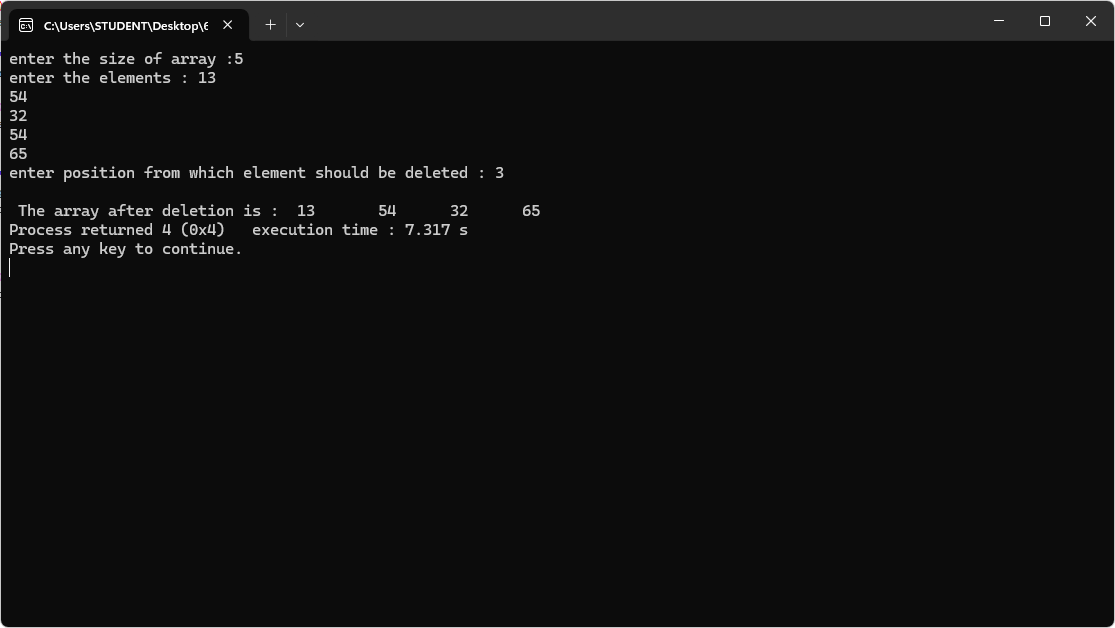 C:\Users\STUDENT\Desktop\6
enter the size of array :5
enter the elements : 13
54
32
54
65
enter position from which element should be deleted : 3
The array after deletion is :  13       54      32      65
Process returned 4 (0x4)   execution time : 7.317 s
Press any key to continue.